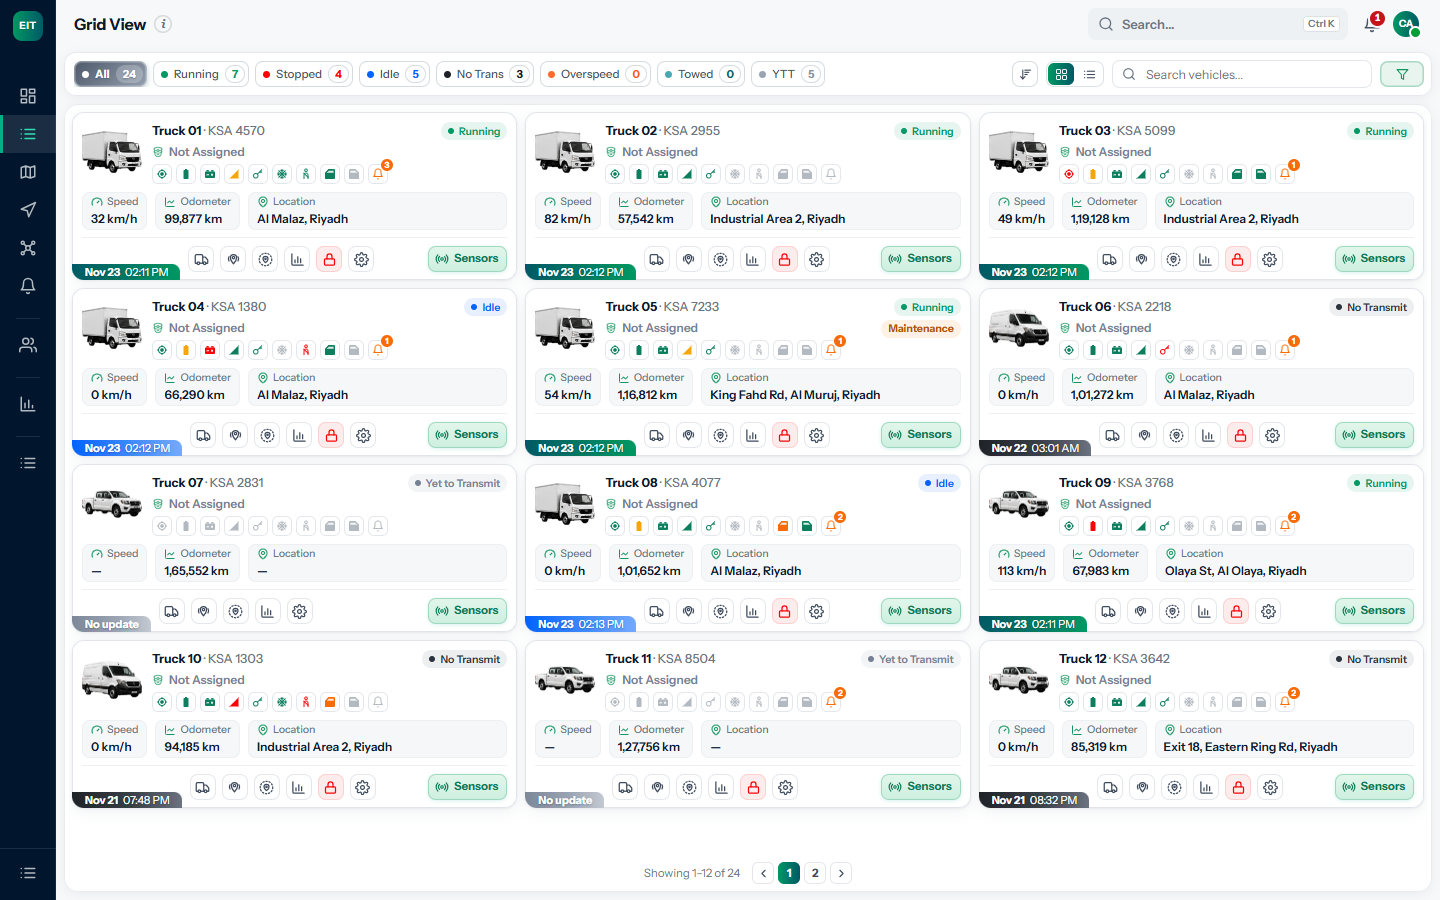 EIT
Grid View
Search...
Ctrl K
1
CA
All 24
Running 7
Stopped 4
Idle 5
No Trans 3
Overspeed 0
Towed 0
YTT 5
Search vehicles...
Truck 01 · KSA 4570
Running
Not Assigned
3
Speed
32 km/h
Odometer
99,877 km
Location
Al Malaz, Riyadh
Nov 23 02:11 PM
Sensors
Truck 02 · KSA 2955
Running
Not Assigned
Speed
82 km/h
Odometer
57,542 km
Location
Industrial Area 2, Riyadh
Nov 23 02:12 PM
Sensors
Truck 03 · KSA 5099
Running
Not Assigned
1
Speed
49 km/h
Odometer
1,19,128 km
Location
Industrial Area 2, Riyadh
Nov 23 02:12 PM
Sensors
Truck 04 · KSA 1380
Idle
Not Assigned
1
Speed
0 km/h
Odometer
66,290 km
Location
Al Malaz, Riyadh
Nov 23 02:12 PM
Sensors
Truck 05 · KSA 7233
Running
Not Assigned
Maintenance
1
Speed
54 km/h
Odometer
1,16,812 km
Location
King Fahd Rd, Al Muruj, Riyadh
Nov 23 02:12 PM
Sensors
Truck 06 · KSA 2218
No Transmit
Not Assigned
1
Speed
0 km/h
Odometer
1,01,272 km
Location
Al Malaz, Riyadh
Nov 22 03:01 AM
Sensors
Truck 07 · KSA 2831
Yet to Transmit
Not Assigned
Speed
—
Odometer
1,65,552 km
Location
—
No update
Sensors
Truck 08 · KSA 4077
Idle
Not Assigned
2
Speed
0 km/h
Odometer
1,01,652 km
Location
Al Malaz, Riyadh
Nov 23 02:13 PM
Sensors
Truck 09 · KSA 3768
Running
Not Assigned
2
Speed
113 km/h
Odometer
67,983 km
Location
Olaya St, Al Olaya, Riyadh
Nov 23 02:11 PM
Sensors
Truck 10 · KSA 1303
No Transmit
Not Assigned
Speed
0 km/h
Odometer
94,185 km
Location
Industrial Area 2, Riyadh
Nov 21 07:48 PM
Sensors
Truck 11 · KSA 8504
Yet to Transmit
Not Assigned
2
Speed
—
Odometer
1,27,756 km
Location
—
No update
Sensors
Truck 12 · KSA 3642
No Transmit
Not Assigned
2
Speed
0 km/h
Odometer
85,319 km
Location
Exit 18, Eastern Ring Rd, Riyadh
Nov 21 08:32 PM
Sensors
Showing 1–12 of 24
1
2